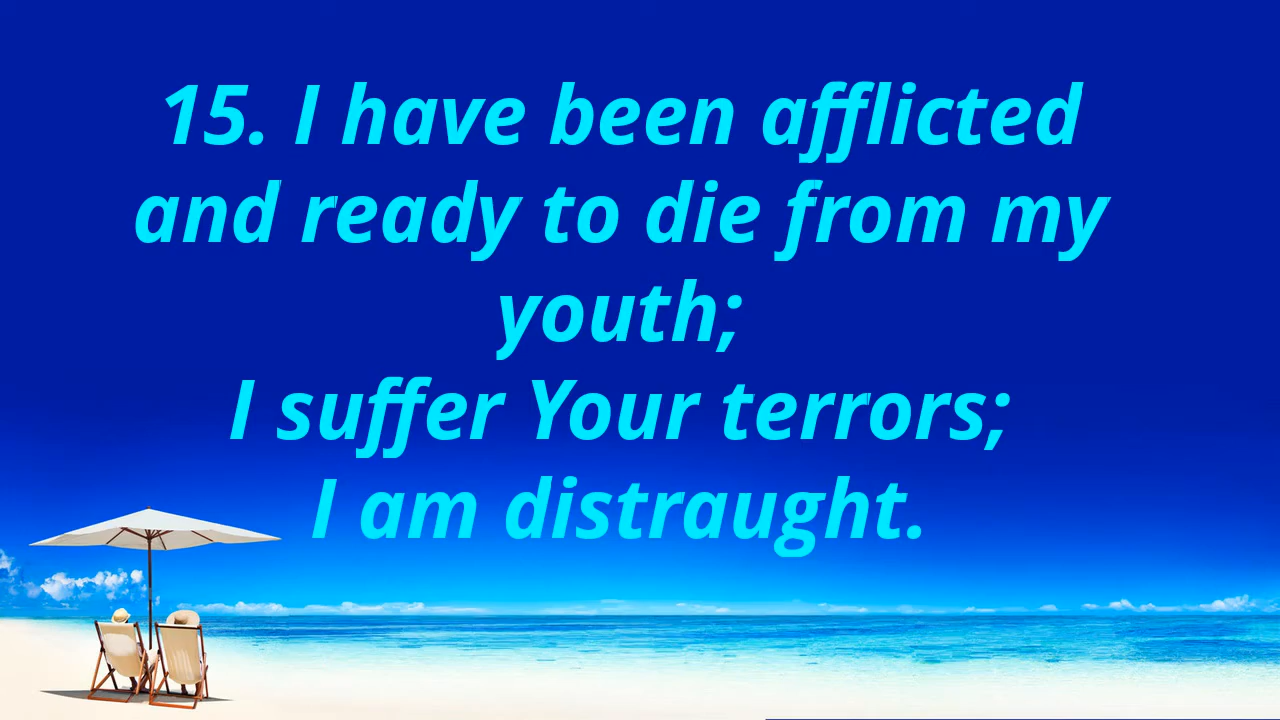 15. I have been afflicted
and ready to die from my
youth;
I suffer Your terrors;
I am distraught.